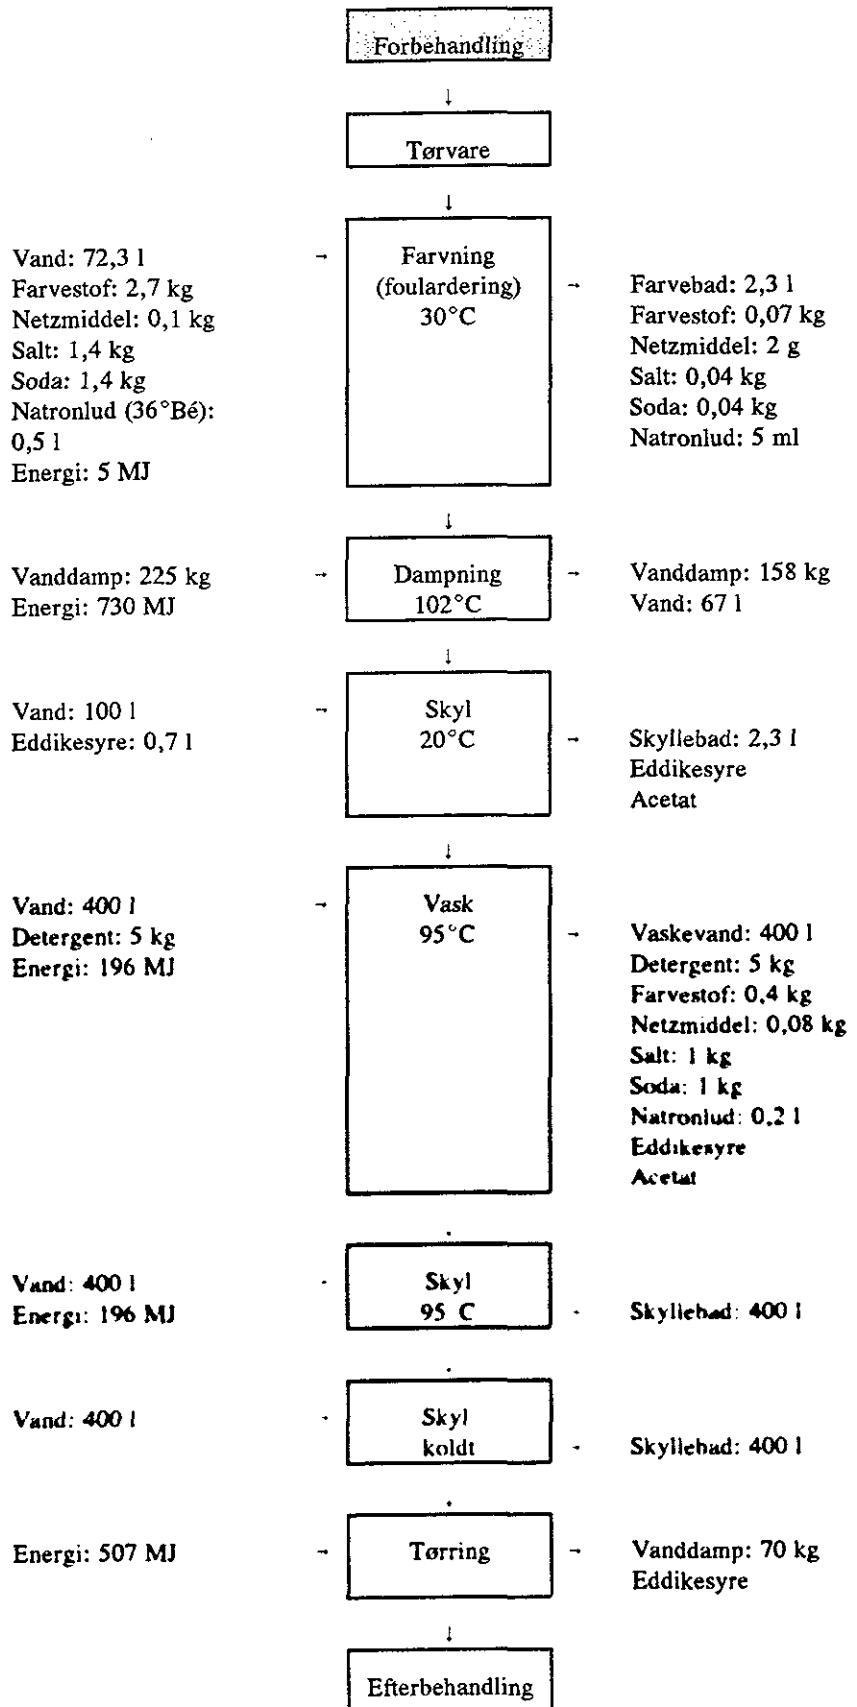 Forbehandling
↓
Tørvare
↓
Vand: 72,3 l
Farvestof: 2,7 kg
Netzmiddel: 0,1 kg
Salt: 1,4 kg
Soda: 1,4 kg
Natronlud (36°Bé):
0,5 l
Energi: 5 MJ
→
Farvning
(foulardering)
30°C
→
Farvebad: 2,3 l
Farvestof: 0,07 kg
Netzmiddel: 2 g
Salt: 0,04 kg
Soda: 0,04 kg
Natronlud: 5 ml
↓
Vanddamp: 225 kg
Energi: 730 MJ
→
Dampning
102°C
→
Vanddamp: 158 kg
Vand: 67 l
↓
Vand: 100 l
Eddikesyre: 0,7 l
→
Skyl
20°C
→
Skyllebad: 2,3 l
Eddikesyre
Acetat
↓
Vand: 400 l
Detergent: 5 kg
Energi: 196 MJ
→
Vask
95°C
→
Vaskevand: 400 l
Detergent: 5 kg
Farvestof: 0,4 kg
Netzmiddel: 0,08 kg
Salt: 1 kg
Soda: 1 kg
Natronlud: 0,2 l
Eddikesyre
Acetat
Vand: 400 l
Energi: 196 MJ
Skyl
95 C
Skyllebad: 400 l
Vand: 400 l
Skyl
koldt
Skyllebad: 400 l
Energi: 507 MJ
→
Tørring
→
Vanddamp: 70 kg
Eddikesyre
↓
Efterbehandling